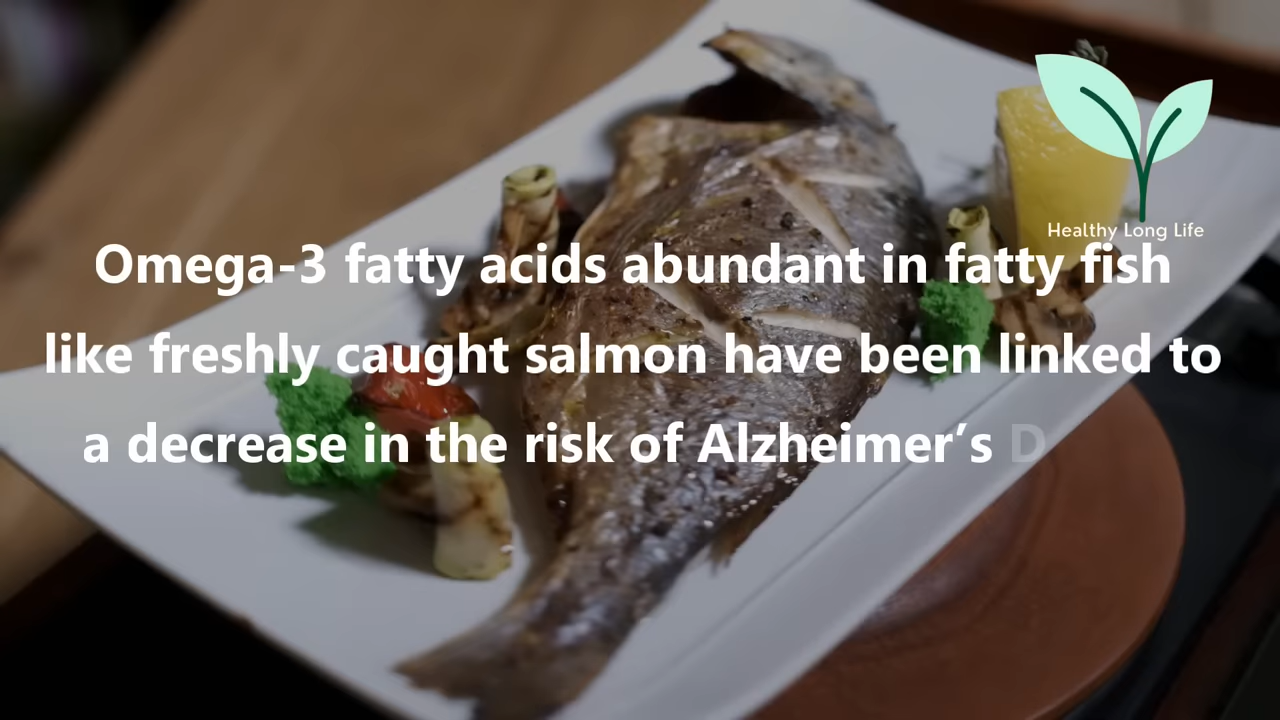 Healthy Long Life
Omega-3 fatty acids abundant in fatty fish
like freshly caught salmon have been linked to
a decrease in the risk of Alzheimer’s D